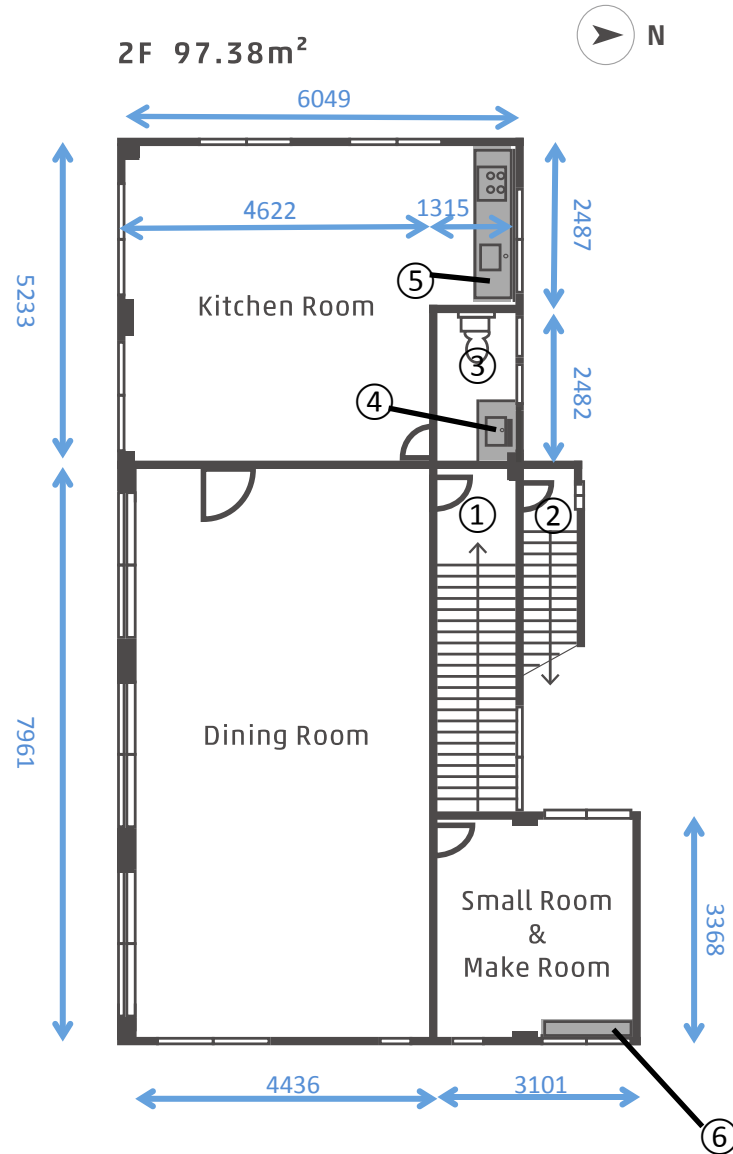 N
2F 97.38m²
6049
4622
1315
2487
5233
⑤
Kitchen Room
③
④
2482
①
②
7961
Dining Room
Small Room
&
Make Room
3368
4436
3101
⑥